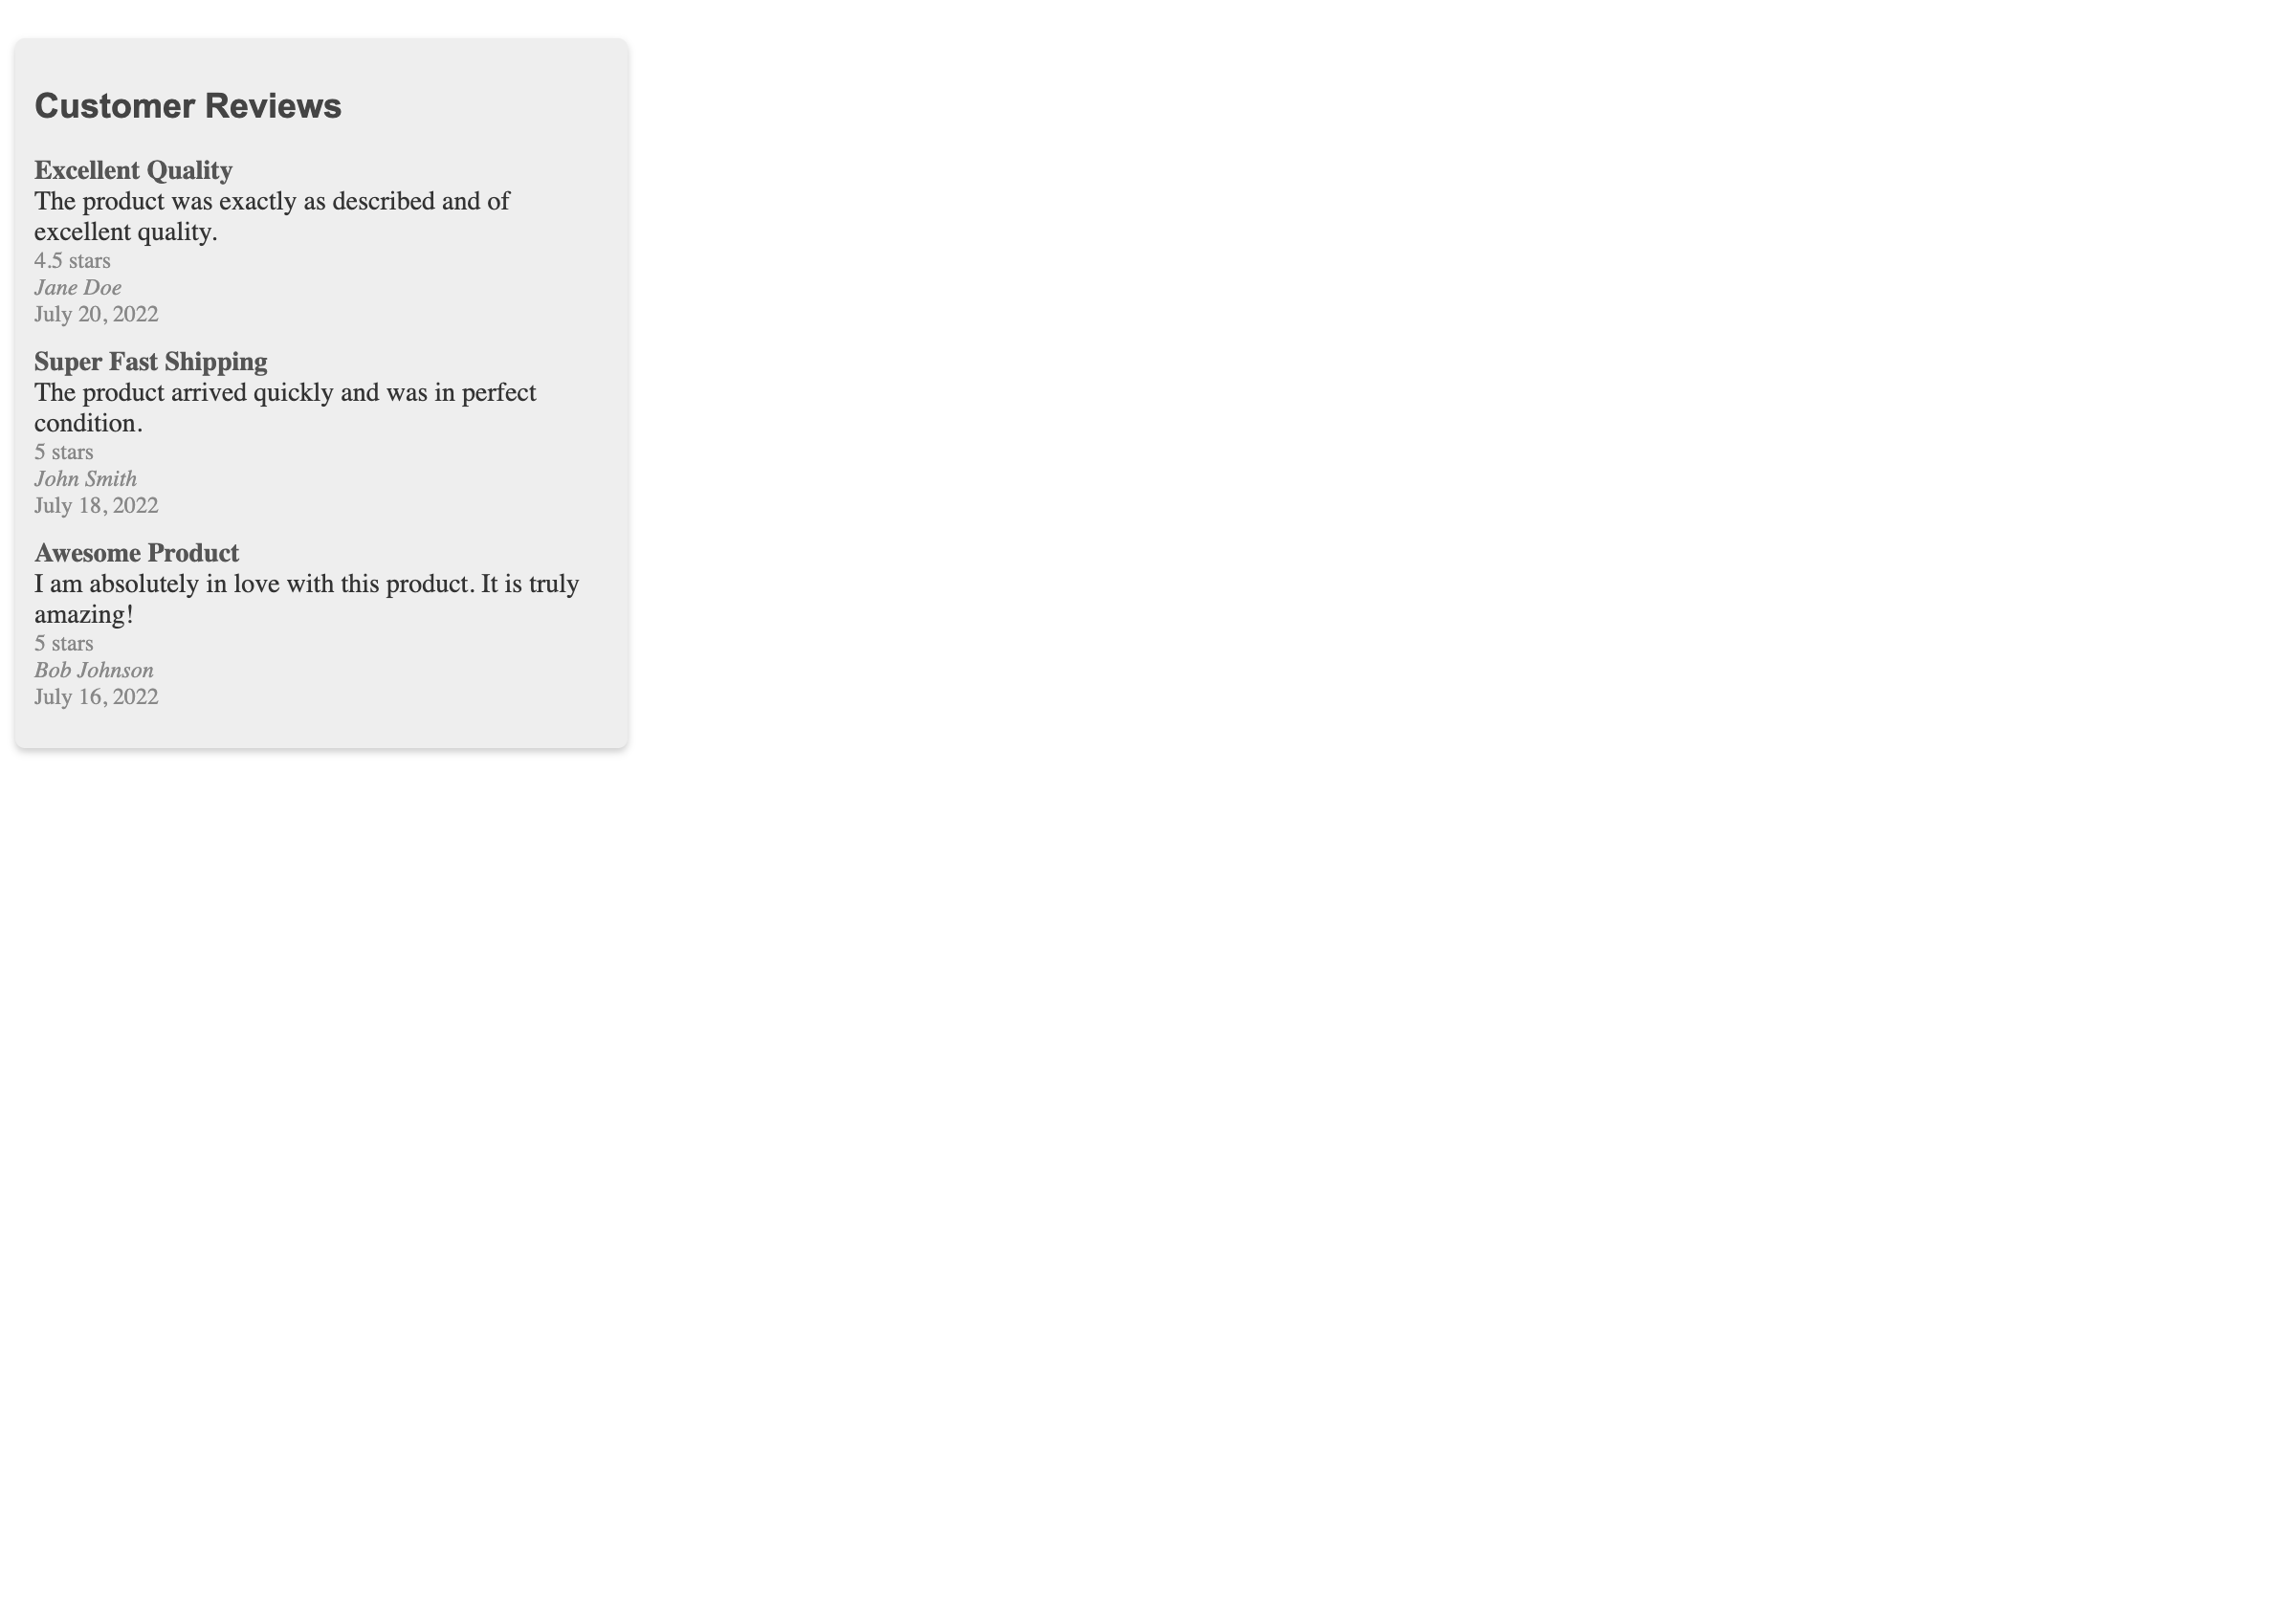 Customer Reviews
Excellent Quality
The product was exactly as described and of
excellent quality.
4.5 stars
Jane Doe
July 20, 2022
Super Fast Shipping
The product arrived quickly and was in perfect
condition.
5 stars
John Smith
July 18, 2022
Awesome Product
I am absolutely in love with this product. It is truly
amazing!
5 stars
Bob Johnson
July 16, 2022